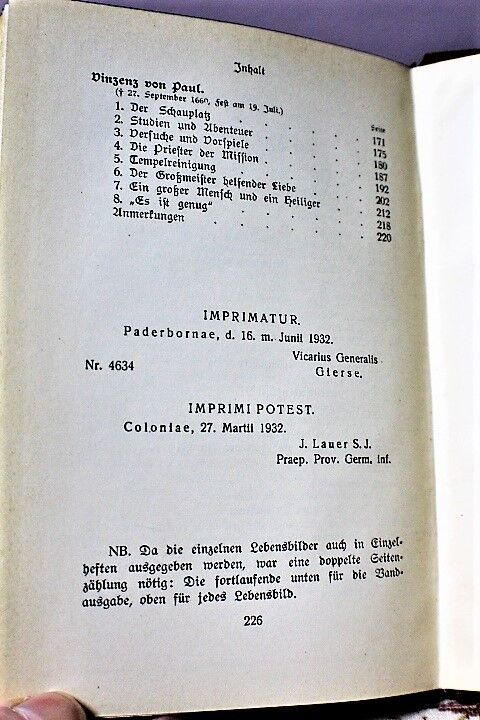 Inhalt
Vinzenz von Paul.
(† 27. September 1660, Fest am 19. Juli.)
Seite
1. Der Schauplatz . . . . . . 171
2. Studien und Abenteuer . . . . . 175
3. Versuche und Vorspiele . . . . . 180
4. Die Priester der Mission . . . . . 187
5. Tempelreinigung . . . . . . 192
6. Der Großmeister helfender Liebe . . . 202
7. Ein großer Mensch und ein Heiliger . . 212
8. „Es ist genug“ . . . . . . 218
Anmerkungen . . . . . . 220
IMPRIMATUR.
Paderbornae, d. 16. m. Junii 1932.
Vicarius Generalis
Nr. 4634
Gierse.
IMPRIMI POTEST.
Coloniae, 27. Martii 1932.
J. Lauer S.J.
Praep. Prov. Germ. inf.
NB. Da die einzelnen Lebensbilder auch in Einzel-
heften ausgegeben werden, war eine doppelte Seiten-
zählung nötig: Die fortlaufende unten für die Band-
ausgabe, oben für jedes Lebensbild.
226